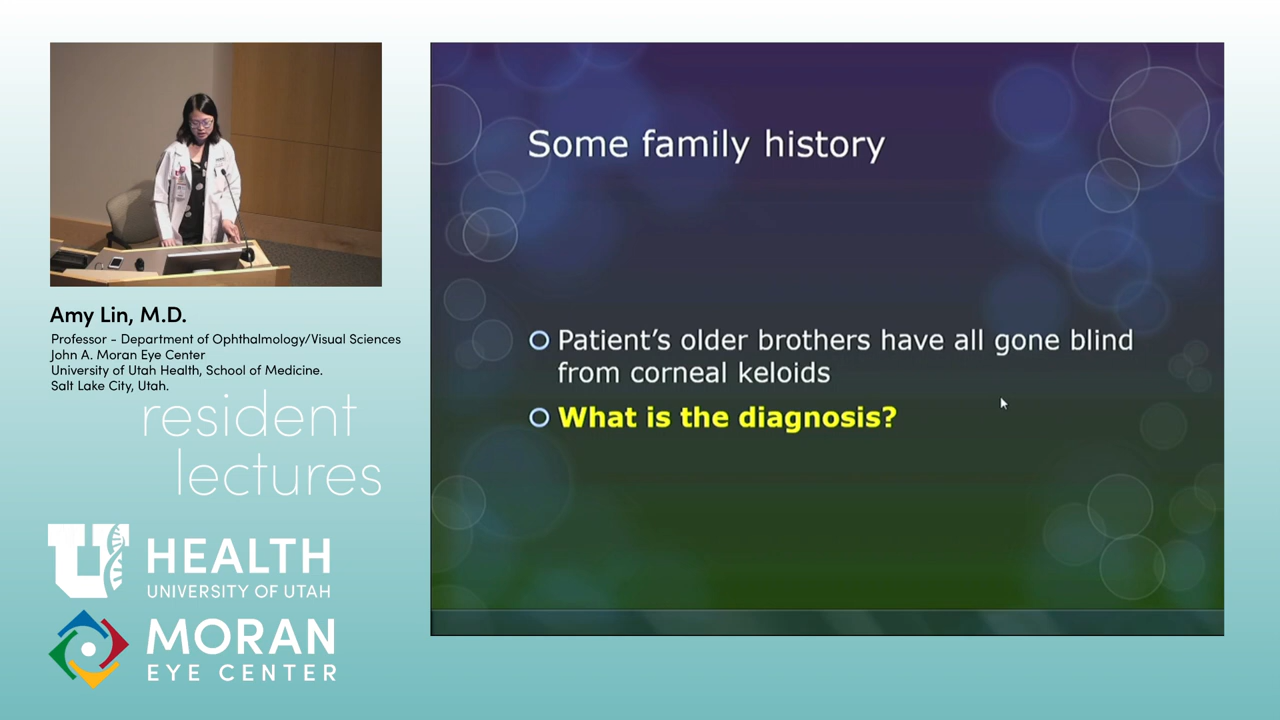 Some family history
Patient's older brothers have all gone blind
from corneal keloids
What is the diagnosis?
Amy Lin, M.D.
Professor - Department of Ophthalmology/Visual Sciences
John A. Moran Eye Center
University of Utah Health, School of Medicine.
Salt Lake City, Utah.
resident
lectures
U HEALTH
UNIVERSITY OF UTAH
MORAN
EYE CENTER